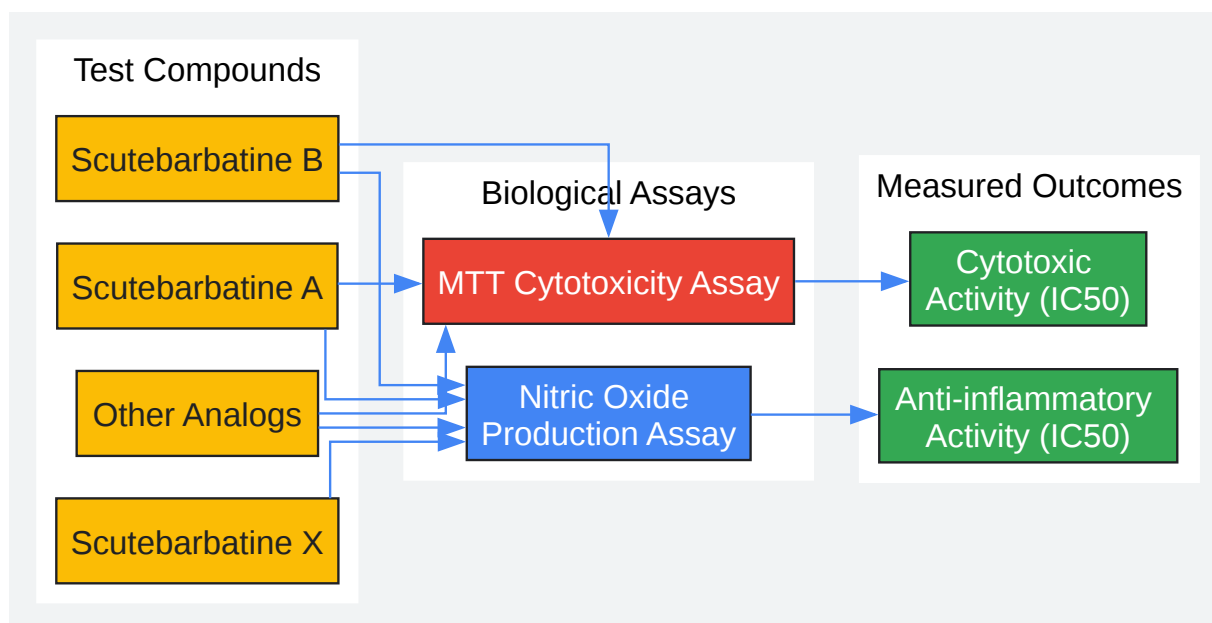 Test Compounds
Scutebarbatine B
Scutebarbatine A
Other Analogs
Scutebarbatine X
Biological Assays
MTT Cytotoxicity Assay
Nitric Oxide
Production Assay
Measured Outcomes
Cytotoxic
Activity (IC50)
Anti-inflammatory
Activity (IC50)